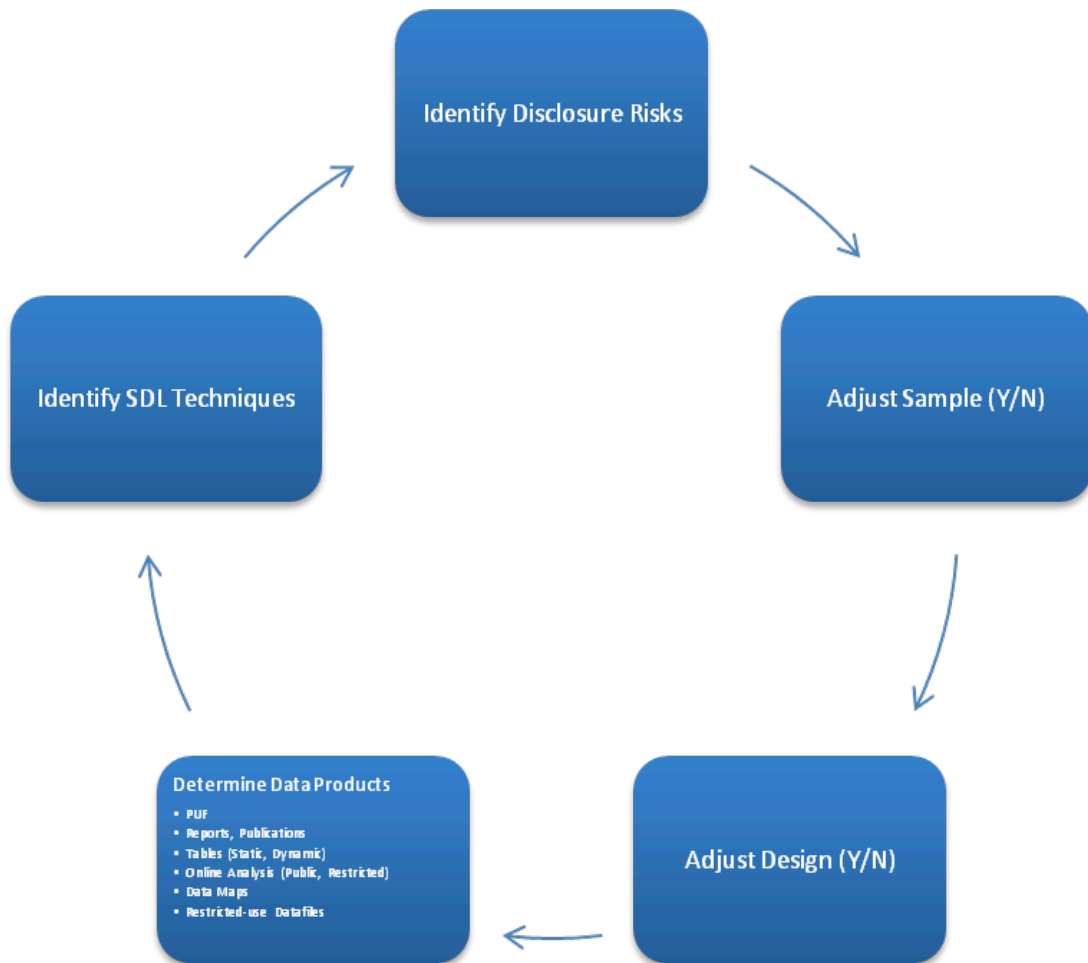 Identify Disclosure Risks
Identify SDL Techniques
Adjust Sample (Y/N)
Determine Data Products
• PUF
• Reports, Publications
• Tables (Static, Dynamic)
• Online Analysis (Public, Restricted)
• Data Maps
• Restricted-use Datafiles
Adjust Design (Y/N)